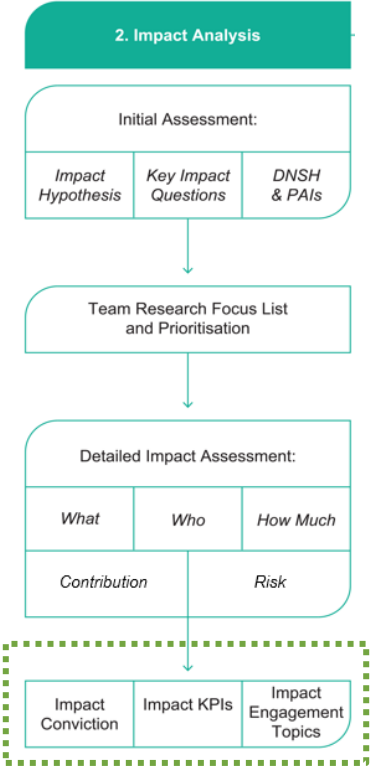 2. Impact Analysis
Initial Assessment:
Impact Hypothesis
Key Impact Questions
DNSH & PAIs
Team Research Focus List
and Prioritisation
Detailed Impact Assessment:
What
Who
How Much
Contribution
Risk
Impact Conviction
Impact KPIs
Impact Engagement Topics